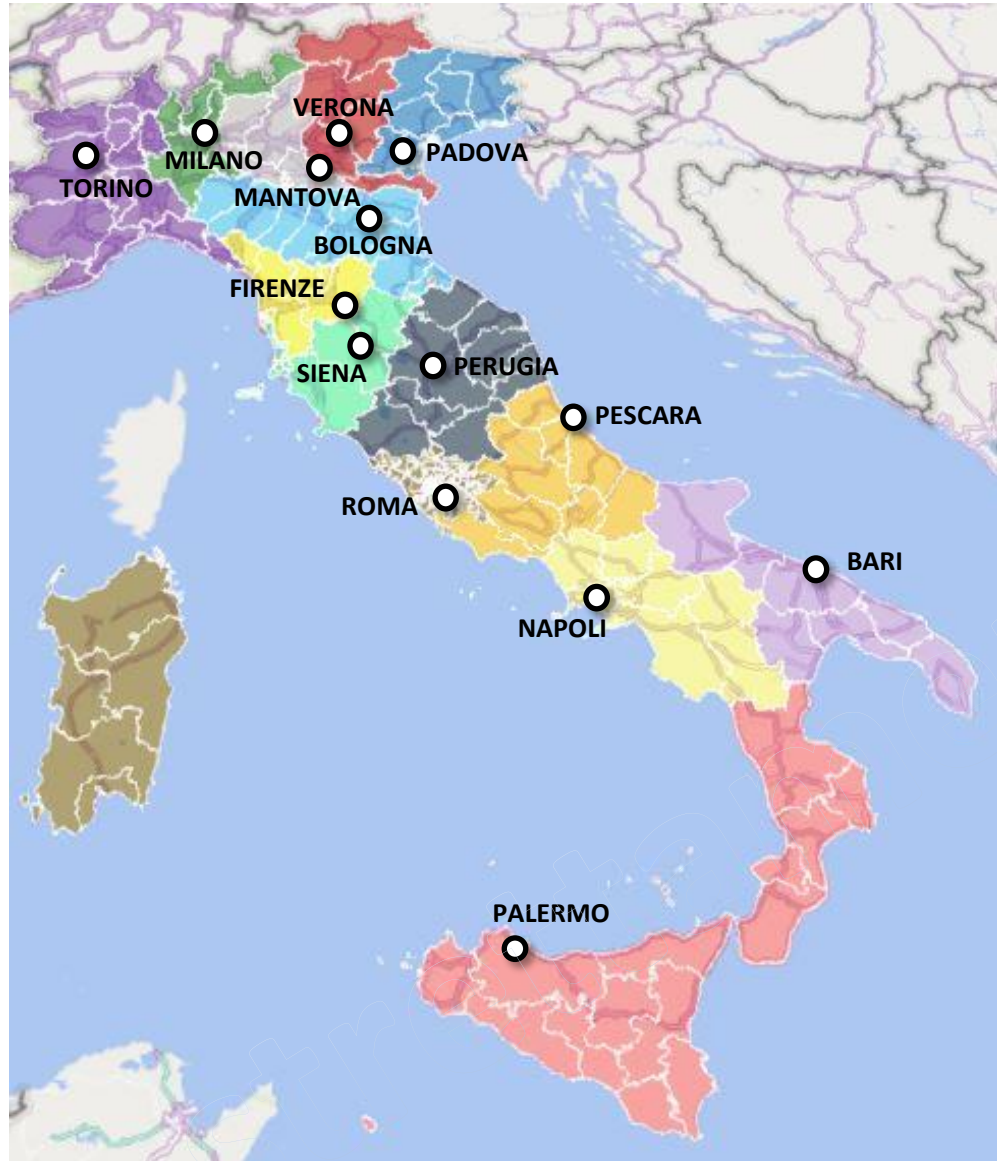 VERONA
MILANO
PADOVA
TORINO
MANTOVA
BOLOGNA
FIRENZE
SIENA
PERUGIA
PESCARA
ROMA
BARI
NAPOLI
PALERMO